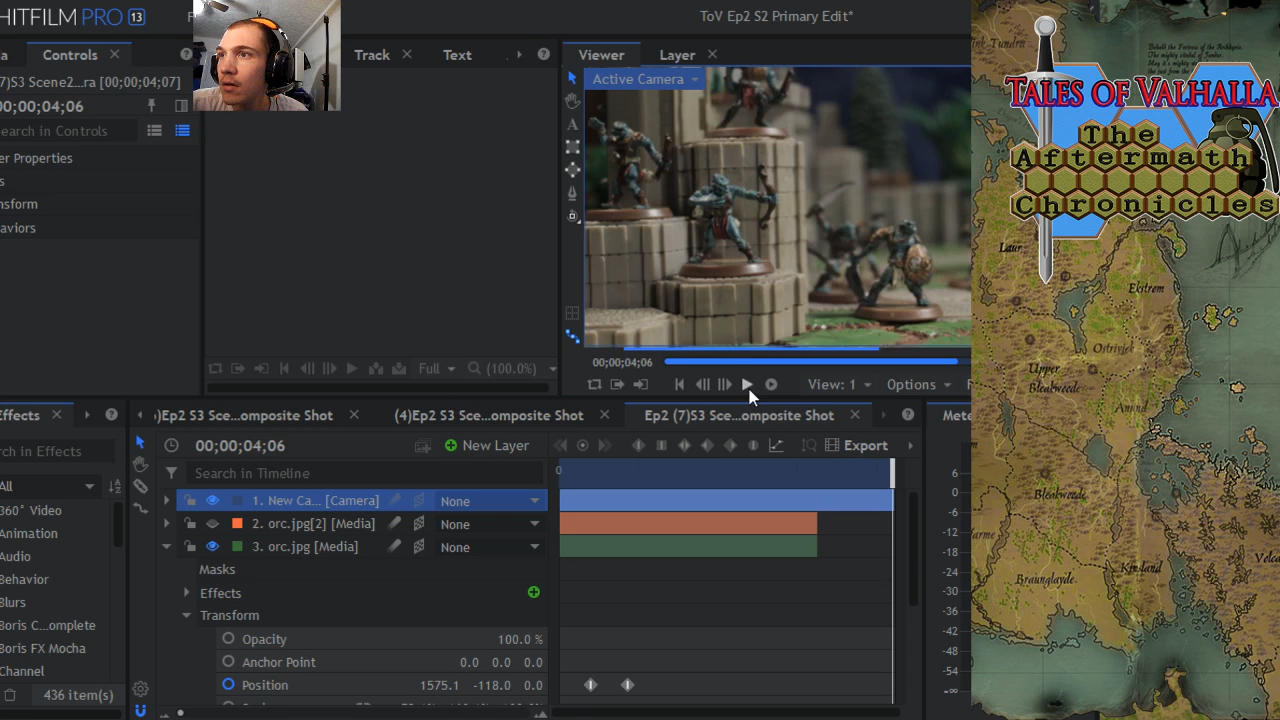 HITFILM PRO 13
ToV Ep2 S2 Primary Edit*
Controls
Track
Text
Viewer
Layer
7)S3 Scene2...ra [00;00;04;07]
00;00;04;06
earch in Controls
er Properties
s
nsform
aviors
Active Camera
Full
(100.0%)
00;00;04;06
View: 1
Options
Effects
)Ep2 S3 Sce...omposite Shot
(4)Ep2 S3 Sce...omposite Shot
Ep2 (7)S3 Sce...omposite Shot
Mete
rch in Effects
All
360° Video
Animation
Audio
Behavior
Blurs
Boris C...omplete
Boris FX Mocha
Channel
436 item(s)
00;00;04;06
New Layer
Export
Search in Timeline
0
1. New Ca... [Camera]
None
2. orc.jpg[2] [Media]
None
3. orc.jpg [Media]
None
Masks
Effects
Transform
Opacity
100.0 %
Anchor Point
0.0 0.0 0.0
Position
1575.1 -118.0 0.0
6
0
-6
-12
-18
-24
-30
-36
-42
-48
-54
-∞
TALES OF VALHALLA
The
Aftermath
Chronicles
Laur
Ekstrem
Ostrivjek
Upper
Bleakweede
Bleakweede
Kinsland
Braunglayde